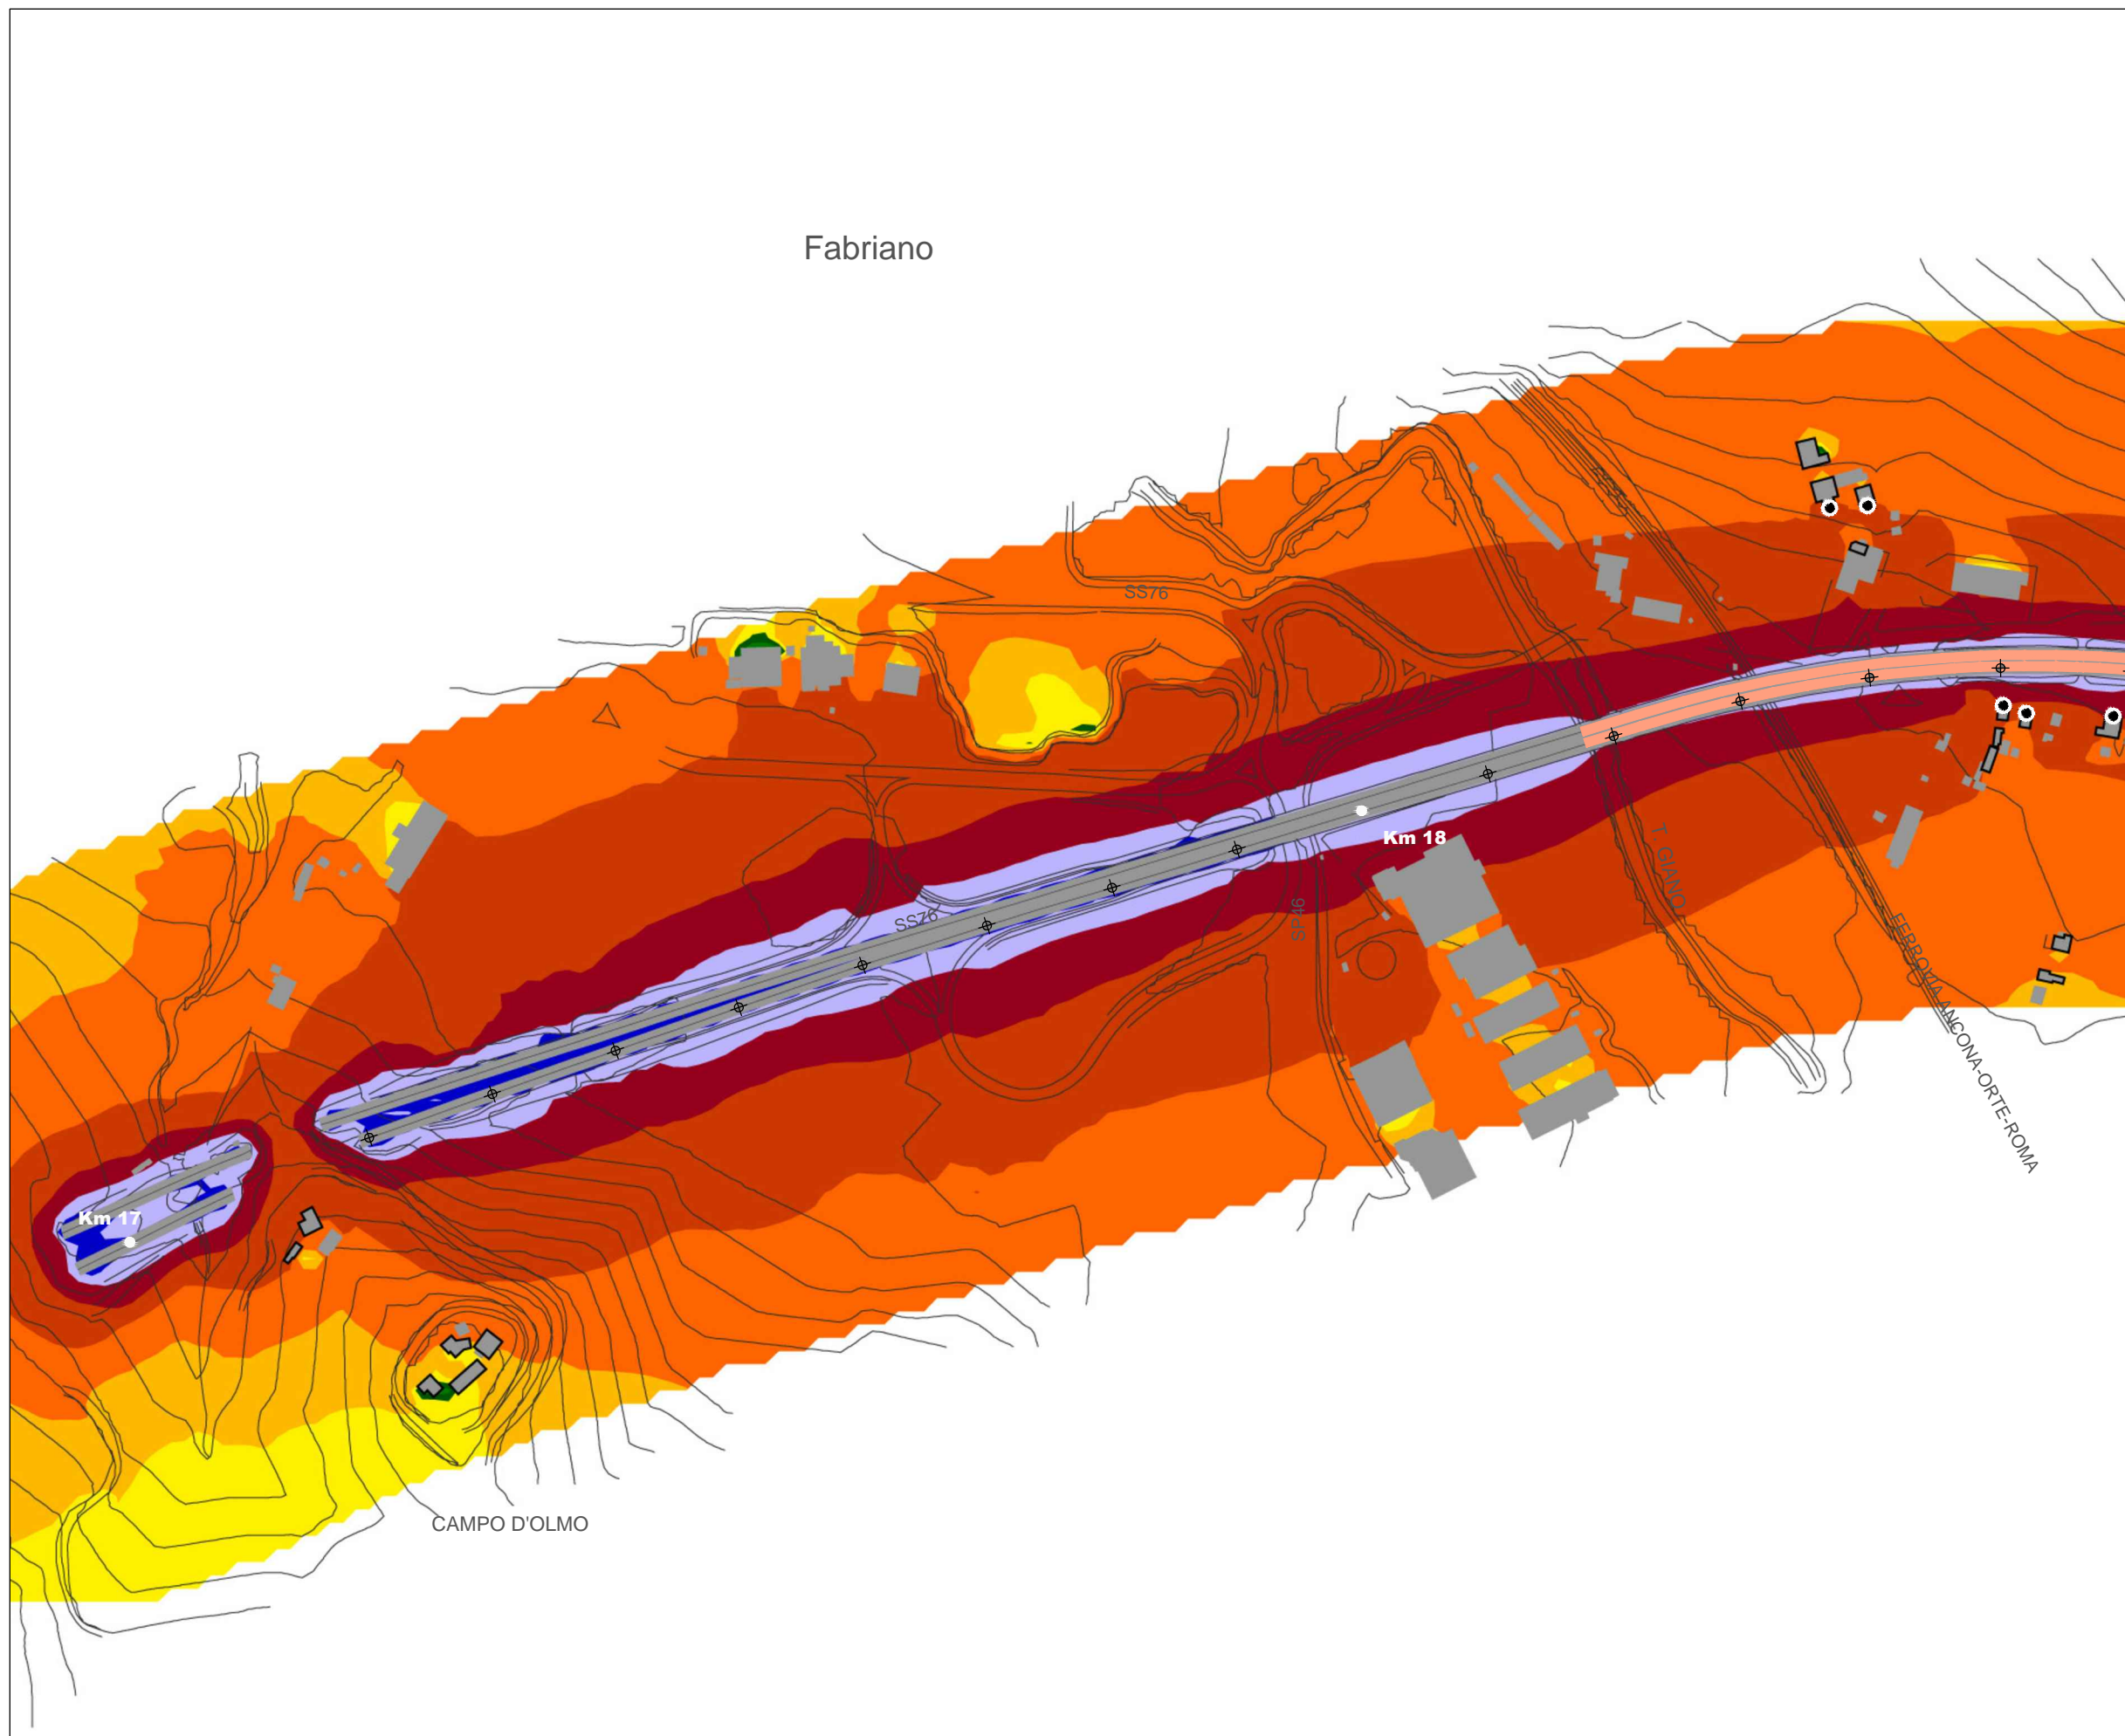 Fabriano
SS76
Km 18
T. GIANO
SS76
SP46
FERROVIA ANCONA-ORTE-ROMA
Km 17
CAMPO D'OLMO